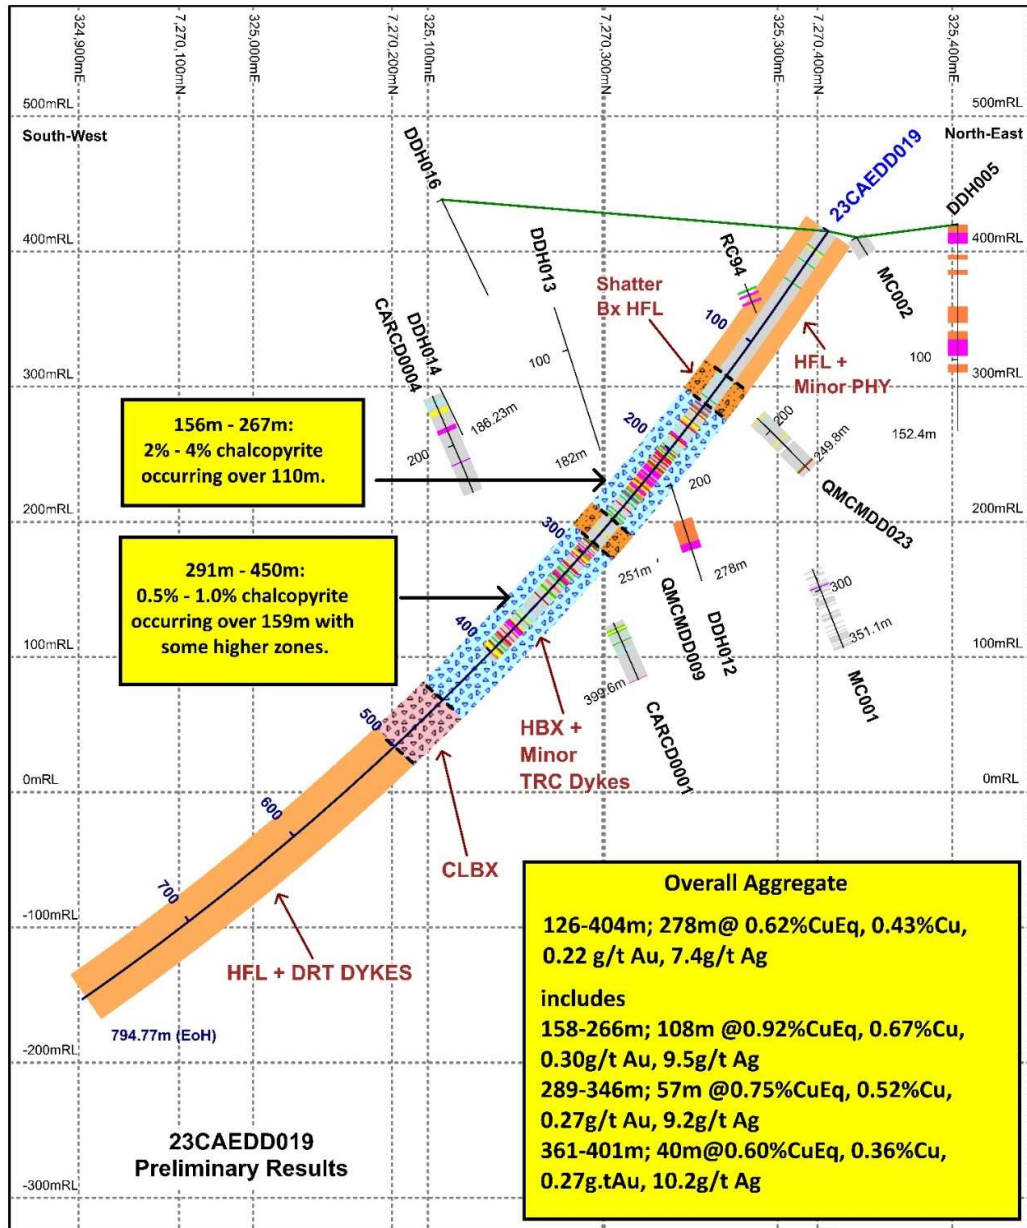 324,900mE
7,270,100mN
325,000mE
7,270,200mN
325,100mE
7,270,300mN
325,300mE
7,270,400mN
325,400mE
500mRL
500mRL
South-West
North-East
DDH016
23CAEDD019
DDH005
400mRL
400mRL
DDH013
RC94
MC002
Shatter
Bx HFL
CARCD0004
DDH014
100
100
100
HFL +
Minor PHY
300mRL
300mRL
156m - 267m:
2% - 4% chalcopyrite
occurring over 110m.
186.23m
200
182m
200
200
249.8m
152.4m
200
QMCMDD023
200mRL
200mRL
300
291m - 450m:
0.5% - 1.0% chalcopyrite
occurring over 159m with
some higher zones.
251m
278m
QMCMDD009
DDH012
300
351.1m
MC001
400
100mRL
100mRL
399.6m
CARCD0001
500
HBX +
Minor
TRC Dykes
0mRL
0mRL
600
CLBX
700
-100mRL
HFL + DRT DYKES
794.77m (EoH)
-200mRL
-300mRL
23CAEDD019
Preliminary Results
Overall Aggregate
126-404m; 278m@ 0.62%CuEq, 0.43%Cu,
0.22 g/t Au, 7.4g/t Ag
includes
158-266m; 108m @0.92%CuEq, 0.67%Cu,
0.30g/t Au, 9.5g/t Ag
289-346m; 57m @0.75%CuEq, 0.52%Cu,
0.27g/t Au, 9.2g/t Ag
361-401m; 40m@0.60%CuEq, 0.36%Cu,
0.27g.tAu, 10.2g/t Ag